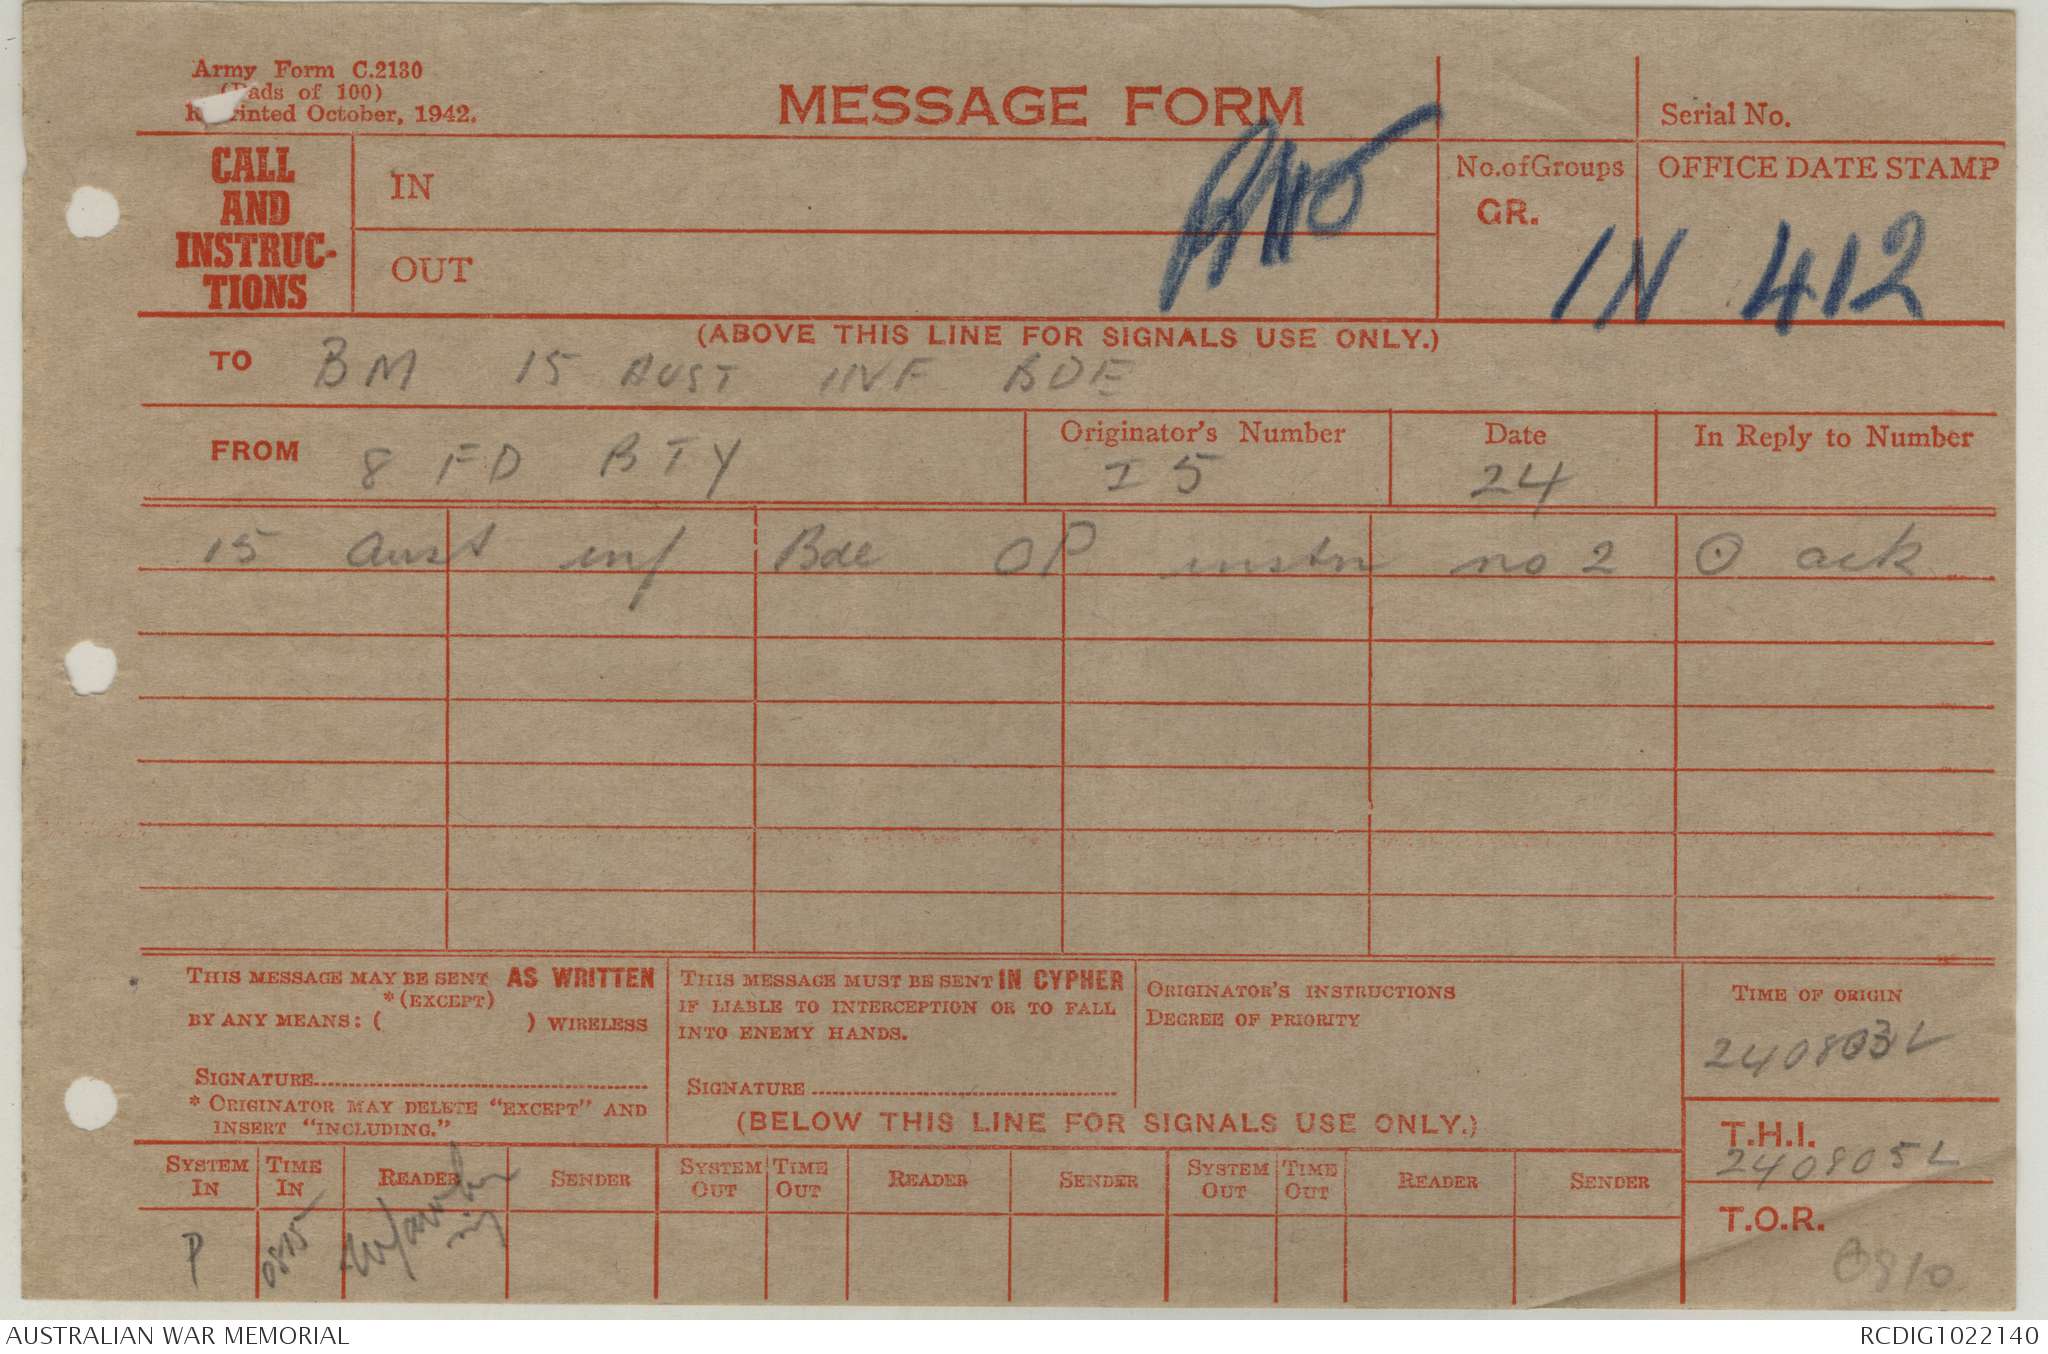 Army Form C.2130
(Pads of 100)
Reprinted October, 1942.
MESSAGE FORM
Serial No.
CALL
AND
INSTRUC-
TIONS
IN
OUT
No. of Groups
GR.
OFFICE DATE STAMP
IN 412
(ABOVE THIS LINE FOR SIGNALS USE ONLY.)
TO BM 15 AUST INF BDE
FROM 8 FD BTY
Originator's Number
I 5
Date
24
In Reply to Number
15 Aust inf Bde OP instn no 2 ⊙ ack
THIS MESSAGE MAY BE SENT AS WRITTEN
*(EXCEPT)
BY ANY MEANS: ( ) WIRELESS
SIGNATURE
* ORIGINATOR MAY DELETE "EXCEPT" AND
INSERT "INCLUDING."
THIS MESSAGE MUST BE SENT IN CYPHER
IF LIABLE TO INTERCEPTION OR TO FALL
INTO ENEMY HANDS.
SIGNATURE
ORIGINATOR'S INSTRUCTIONS
DEGREE OF PRIORITY
TIME OF ORIGIN
240803L
(BELOW THIS LINE FOR SIGNALS USE ONLY.)
T.H.I.
240805L
T.O.R.
0810
SYSTEM IN
TIME IN
READER
SENDER
SYSTEM OUT
TIME OUT
READER
SENDER
SYSTEM OUT
TIME OUT
READER
SENDER
P
AUSTRALIAN WAR MEMORIAL
RCDIG1022140